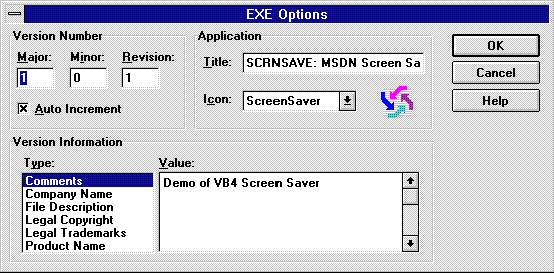 EXE Options
Version Number
Major: Minor: Revision:
1 0 1
Auto Increment
Application
Title: SCRNSAVE: MSDN Screen Sa
Icon: ScreenSaver
OK
Cancel
Help
Version Information
Type: Value:
Comments
Company Name
File Description
Legal Copyright
Legal Trademarks
Product Name
Demo of VB4 Screen Saver